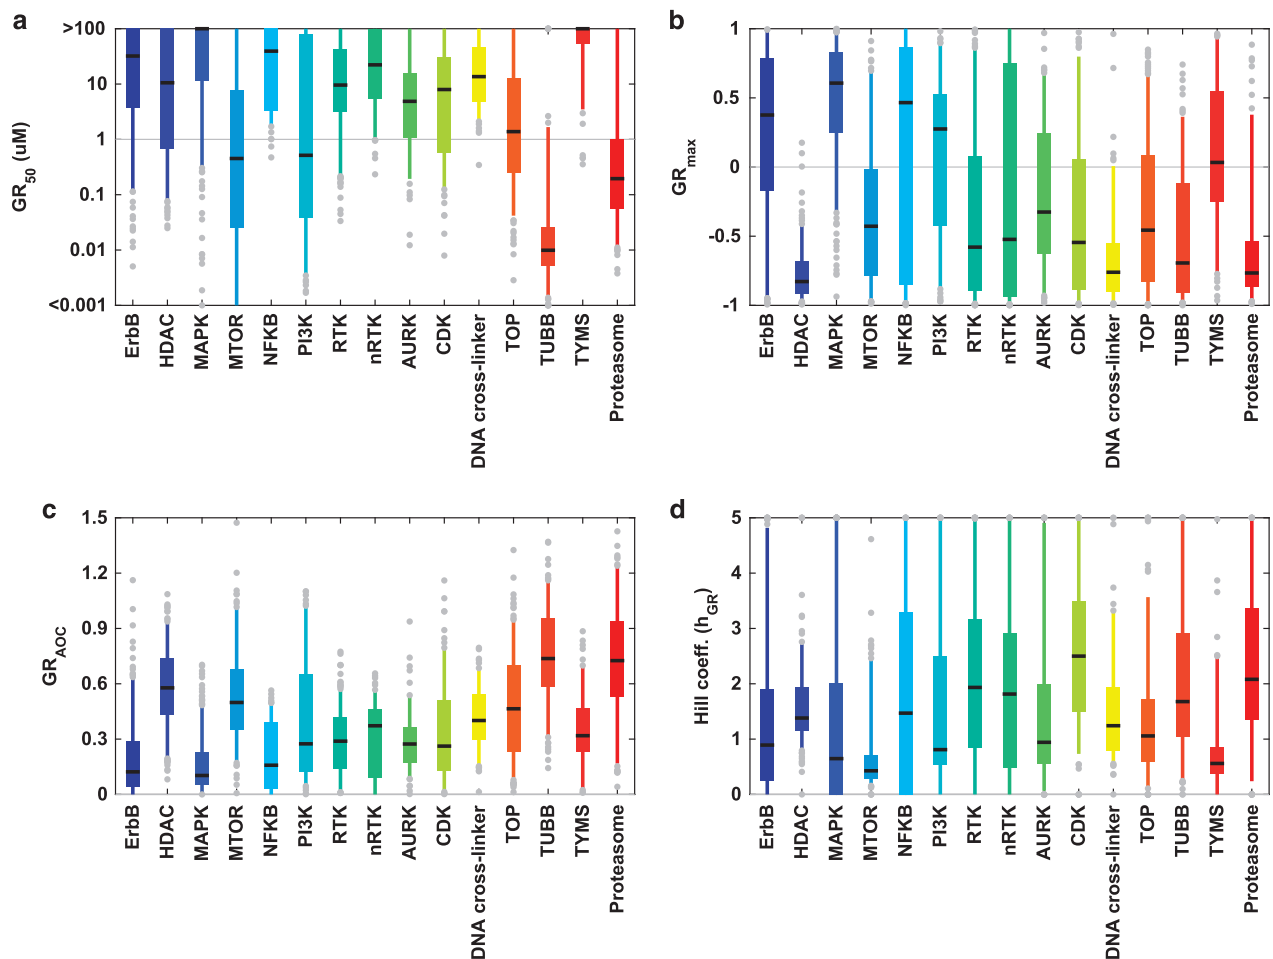 a
GR50 (uM)
>100
10
1
0.1
0.01
<0.001
ErbB
HDAC
MAPK
MTOR
NFKB
PI3K
RTK
nRTK
AURK
CDK
DNA cross-linker
TOP
TUBB
TYMS
Proteasome
b
GRmax
1
0.5
0
-0.5
-1
ErbB
HDAC
MAPK
MTOR
NFKB
PI3K
RTK
nRTK
AURK
CDK
DNA cross-linker
TOP
TUBB
TYMS
Proteasome
c
GRAOC
1.5
1.2
0.9
0.6
0.3
0
ErbB
HDAC
MAPK
MTOR
NFKB
PI3K
RTK
nRTK
AURK
CDK
DNA cross-linker
TOP
TUBB
TYMS
Proteasome
d
Hill coeff. (hGR)
5
4
3
2
1
0
ErbB
HDAC
MAPK
MTOR
NFKB
PI3K
RTK
nRTK
AURK
CDK
DNA cross-linker
TOP
TUBB
TYMS
Proteasome